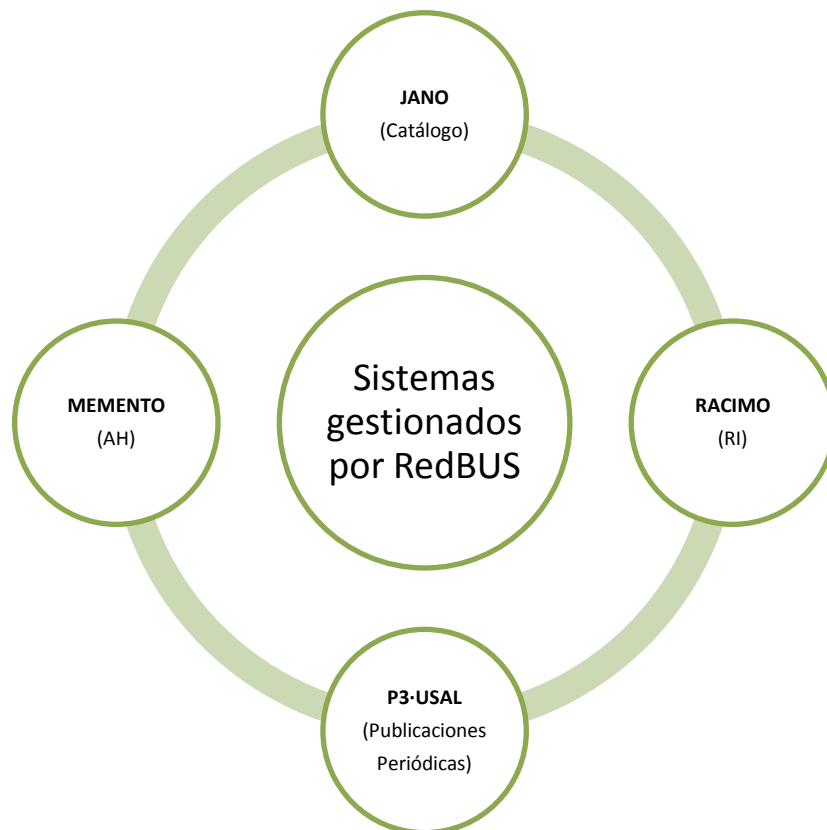 JANO
(Catálogo)
MEMENTO
(AH)
Sistemas
gestionados
por RedBUS
RACIMO
(RI)
P3·USAL
(Publicaciones
Periódicas)